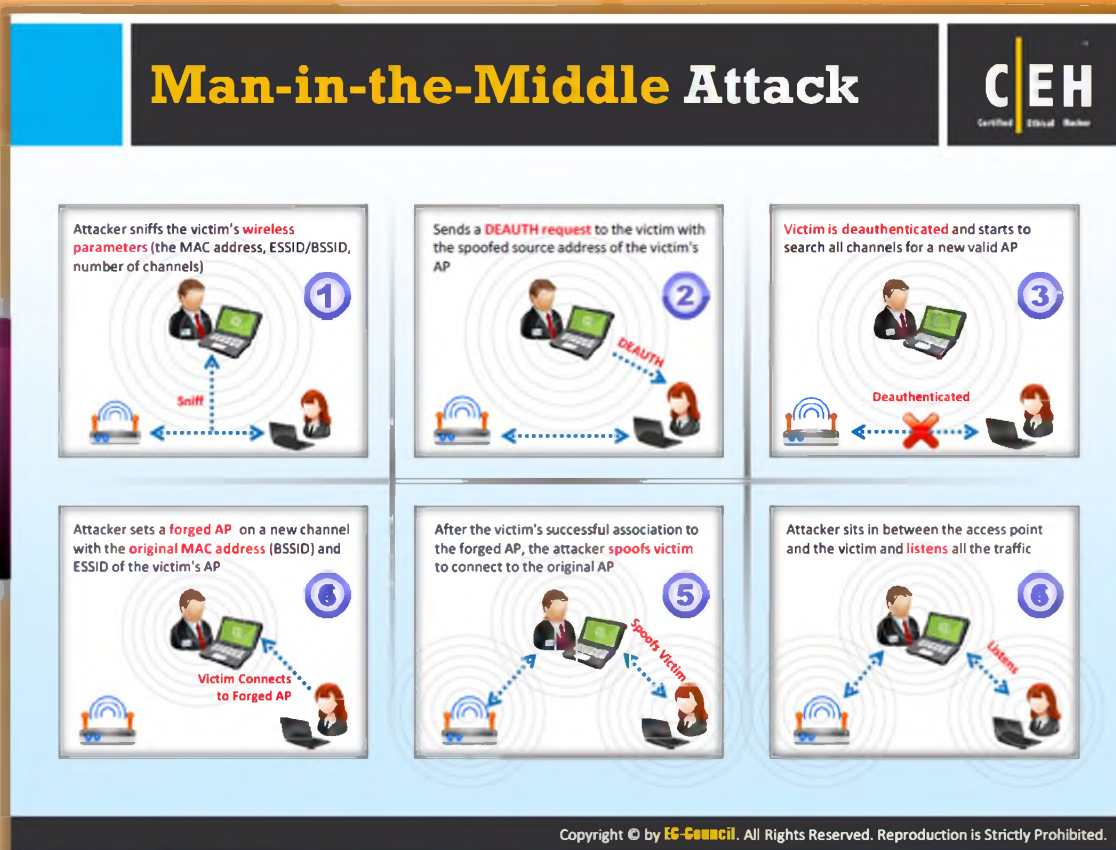 Man-in-the-Middle Attack
CEH
Certified Ethical Hacker
Attacker sniffs the victim's wireless
parameters (the MAC address, ESSID/BSSID,
number of channels)
1
Sniff
Sends a DEAUTH request to the victim with
the spoofed source address of the victim's
AP
2
DEAUTH
Victim is deauthenticated and starts to
search all channels for a new valid AP
3
Deauthenticated
Attacker sets a forged AP on a new channel
with the original MAC address (BSSID) and
ESSID of the victim's AP
Victim Connects
to Forged AP
After the victim's successful association to
the forged AP, the attacker spoofs victim
to connect to the original AP
5
Spoofs Victim
Attacker sits in between the access point
and the victim and listens all the traffic
6
Listens
Copyright © by EC-Council. All Rights Reserved. Reproduction is Strictly Prohibited.